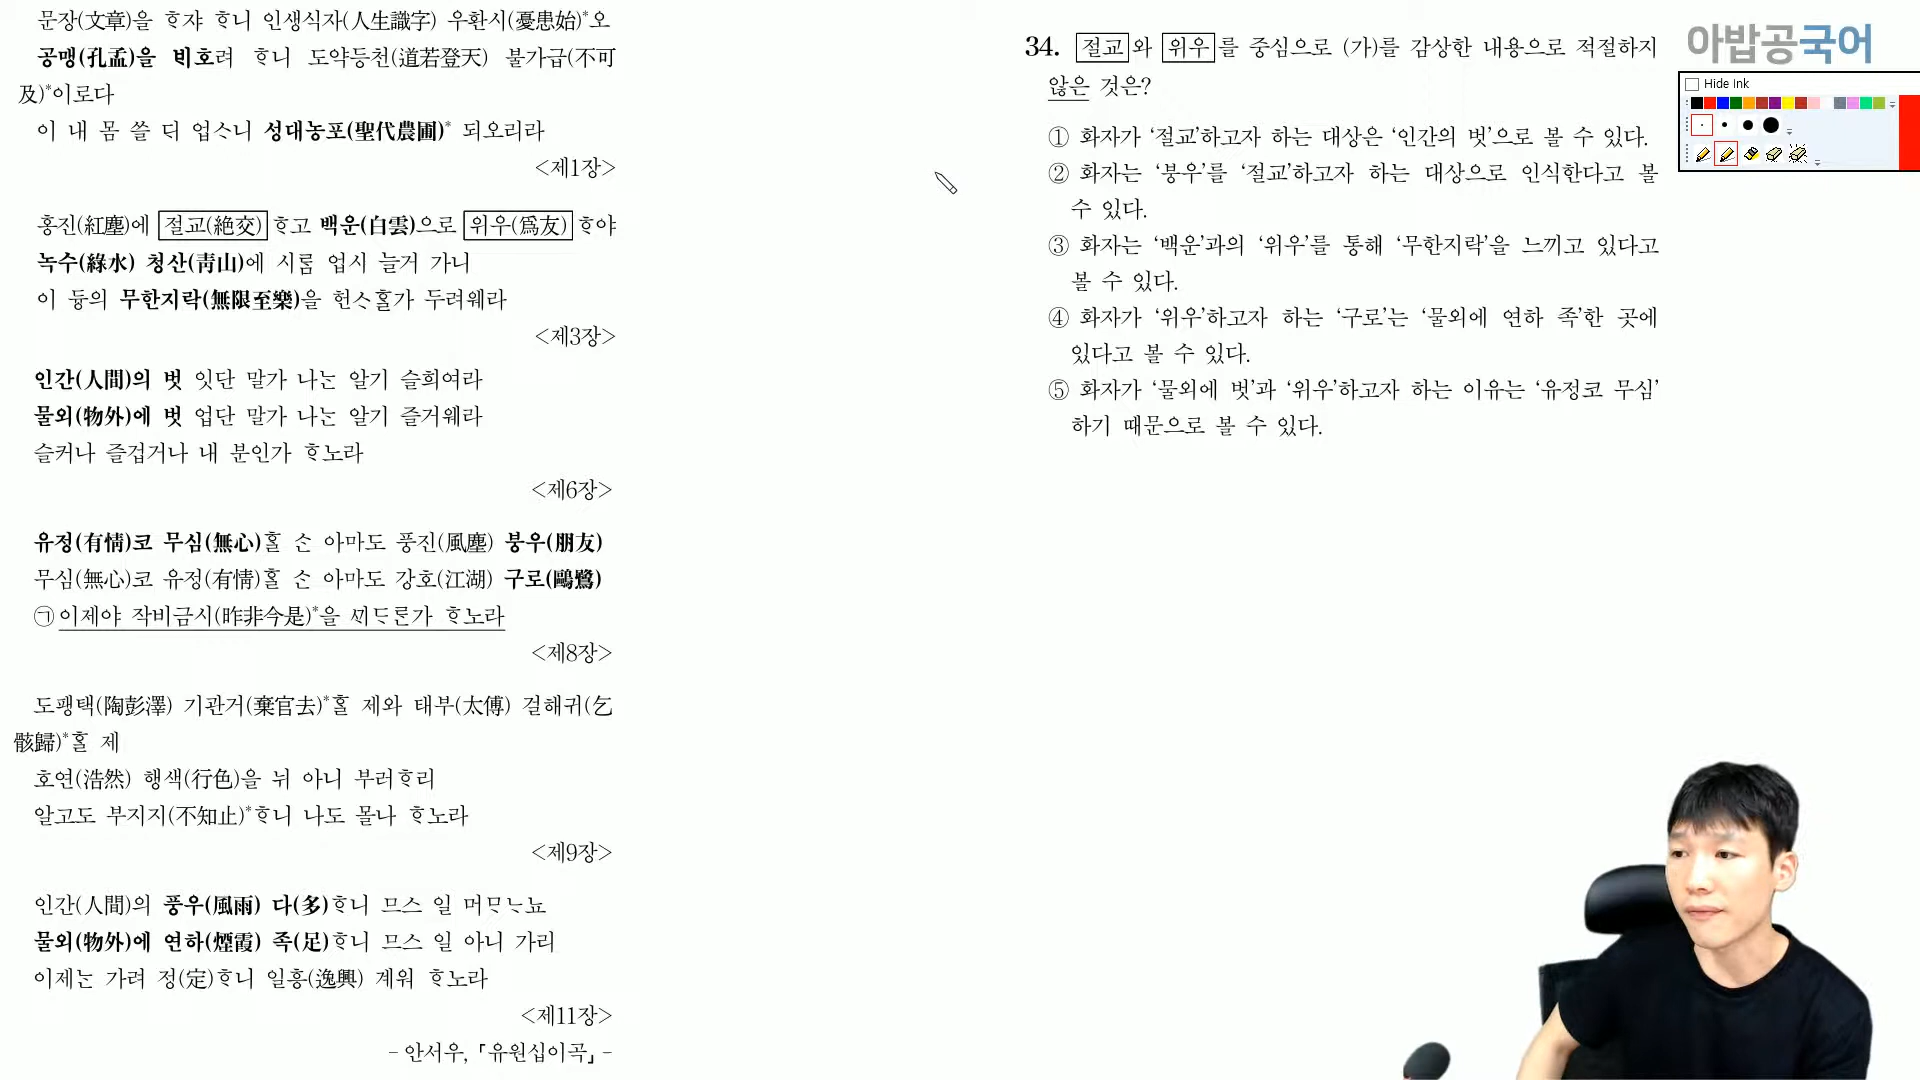 문장(文章)을 ᄒᆞ쟈 ᄒᆞ니 인생식자(人生識字) 우환시(憂患始)*오
공맹(孔孟)을 비호려 ᄒᆞ니 도약등천(道若登天) 불가급(不可
及)*이로다
이 내 몸 쓸 ᄃᆡ 업스니 성대농포(聖代農圃)* 되오리라
<제1장>
홍진(紅塵)에 절교(絶交) ᄒᆞ고 백운(白雲)으로 위우(爲友) ᄒᆞ야
녹수(綠水) 청산(靑山)에 시름 업시 늘거 가니
이 듕의 무한지락(無限至樂)을 헌ᄉᆞᄒᆞᆯ가 두려웨라
<제3장>
인간(人間)의 벗 잇단 말가 나ᄂᆞᆫ 알기 슬희여라
물외(物外)에 벗 업단 말가 나ᄂᆞᆫ 알기 즐거웨라
슬커나 즐겁거나 내 분인가 ᄒᆞ노라
<제6장>
유정(有情)코 무심(無心)ᄒᆞᆯ 슨 아마도 풍진(風塵) 붕우(朋友)
무심(無心)코 유정(有情)ᄒᆞᆯ 슨 아마도 강호(江湖) 구로(鷗鷺)
㉠ 이제야 작비금시(昨非今是)*을 ᄭᆡᄃᆞ론가 ᄒᆞ노라
<제8장>
도팽택(陶彭澤) 기관거(棄官去)*ᄒᆞᆯ 제와 태부(太傅) 걸해귀(乞
骸歸)*ᄒᆞᆯ 제
호연(浩然) 행색(行色)을 뉘 아니 부러ᄒᆞ리
알고도 부지지(不知止)*ᄒᆞ니 나도 몰나 ᄒᆞ노라
<제9장>
인간(人間)의 풍우(風雨) 다(多)ᄒᆞ니 므스 일 머므ᄂᆞ뇨
물외(物外)에 연하(煙霞) 족(足)ᄒᆞ니 므스 일 아니 가리
이제ᄂᆞᆫ 가려 정(定)ᄒᆞ니 일흥(逸興) 계워 ᄒᆞ노라
<제11장>
- 안서우, 「유원십이곡」 -
34. 절교와 위우를 중심으로 (가)를 감상한 내용으로 적절하지
않은 것은?
① 화자가 ‘절교’하고자 하는 대상은 ‘인간의 벗’으로 볼 수 있다.
② 화자는 ‘붕우’를 ‘절교’하고자 하는 대상으로 인식한다고 볼
수 있다.
③ 화자는 ‘백운’과의 ‘위우’를 통해 ‘무한지락’을 느끼고 있다고
볼 수 있다.
④ 화자가 ‘위우’하고자 하는 ‘구로’는 ‘물외에 연하 족’한 곳에
있다고 볼 수 있다.
⑤ 화자가 ‘물외에 벗’과 ‘위우’하고자 하는 이유는 ‘유정코 무심’
하기 때문으로 볼 수 있다.
아밥공국어
Hide Ink